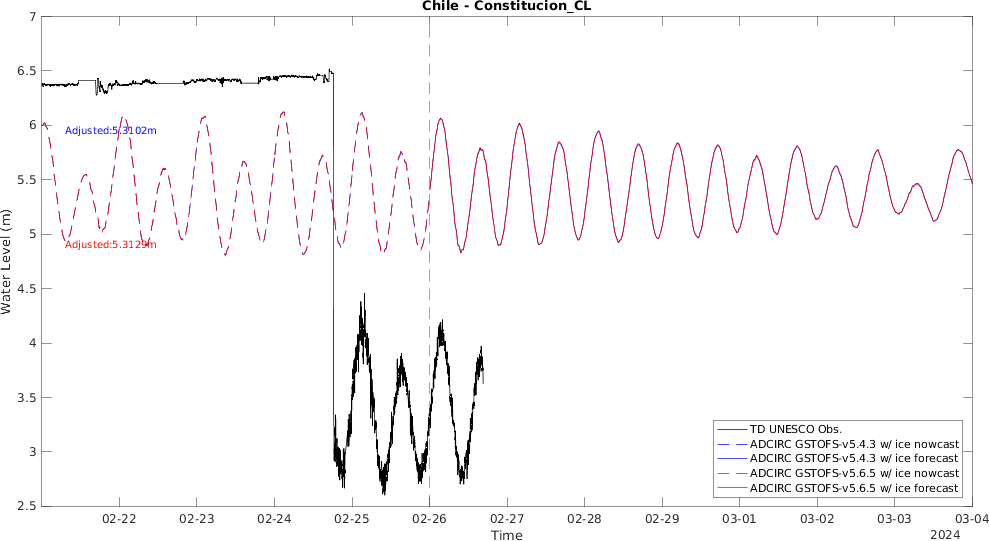 Chile - Constitucion_CL
7
6.5
6
5.5
5
4.5
4
3.5
3
2.5
Water Level (m)
Adjusted:5.3102m
Adjusted:5.3129m
TD UNESCO Obs.
ADCIRC GSTOFS-v5.4.3 w/ ice nowcast
ADCIRC GSTOFS-v5.4.3 w/ ice forecast
ADCIRC GSTOFS-v5.6.5 w/ ice nowcast
ADCIRC GSTOFS-v5.6.5 w/ ice forecast
02-22 02-23 02-24 02-25 02-26 02-27 02-28 02-29 03-01 03-02 03-03 03-04
Time
2024